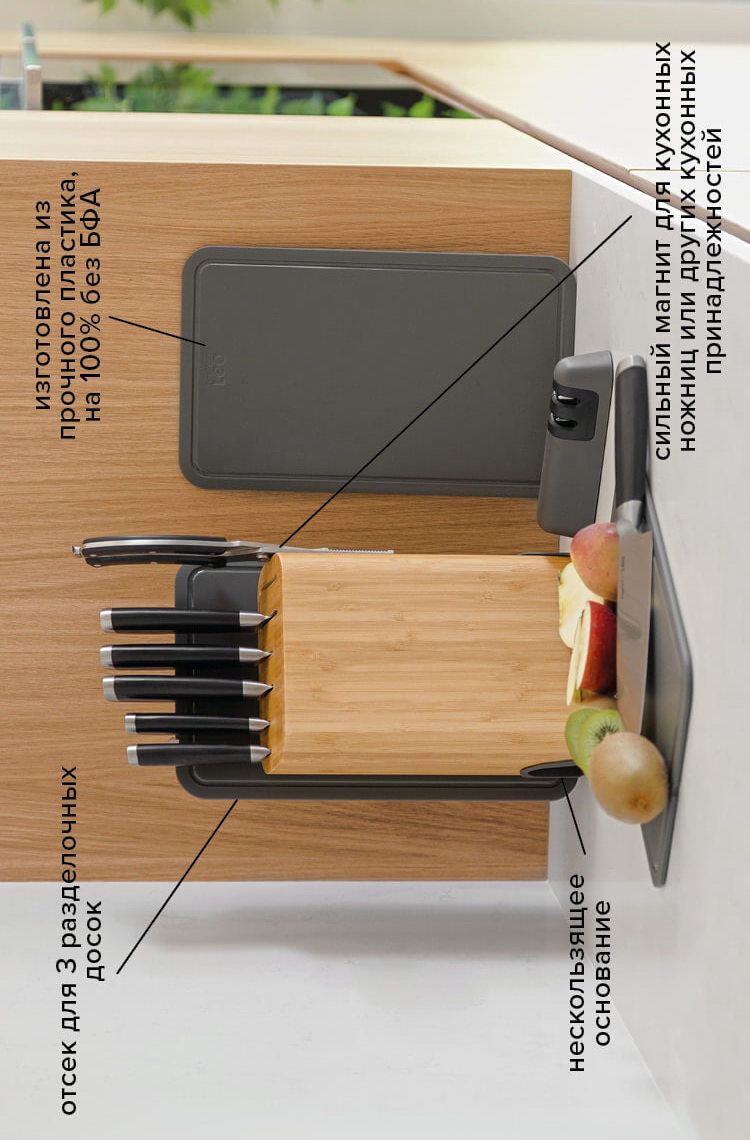 отсек для 3 разделочных
досок
изготовлена из
прочного пластика,
на 100% без БФА
нескользящее
основание
сильный магнит для кухонных
ножниц или других кухонных
принадлежностей
Leo